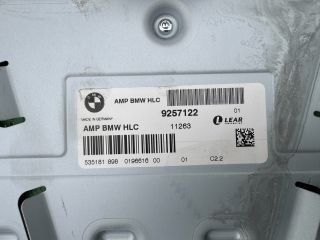 BMW
AMP BMW HLC
9257122 01
MADE IN GERMANY
AMP BMW HLC 11263 LEAR
535181 898 0196616 00 01 C2.2